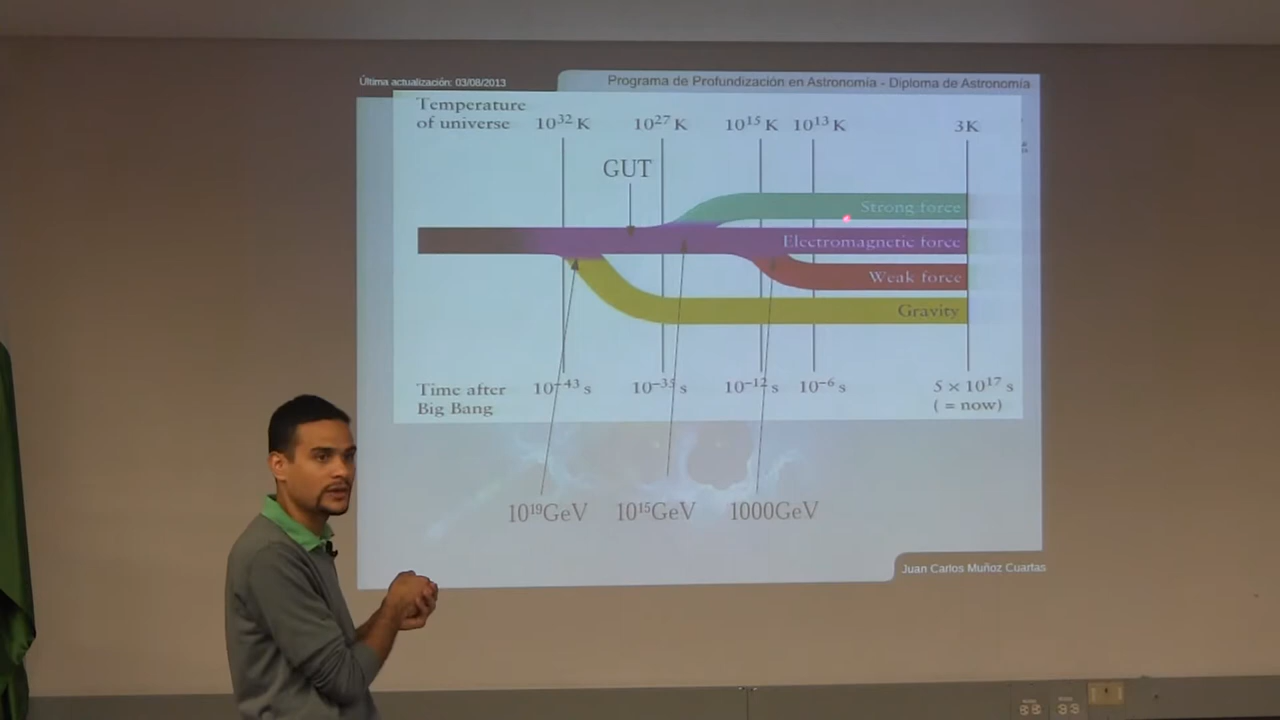 Última actualización: 03/08/2013
Programa de Profundización en Astronomía - Diploma de Astronomía
Temperature
of universe
10³² K
10²⁷ K
10¹⁵ K
10¹³ K
3K
GUT
Strong force
Electromagnetic force
Weak force
Gravity
Time after
Big Bang
10⁻⁴³ s
10⁻³⁵ s
10⁻¹² s
10⁻⁶ s
5 × 10¹⁷ s
( = now)
10¹⁹GeV
10¹⁵GeV
1000GeV
Juan Carlos Muñoz Cuartas